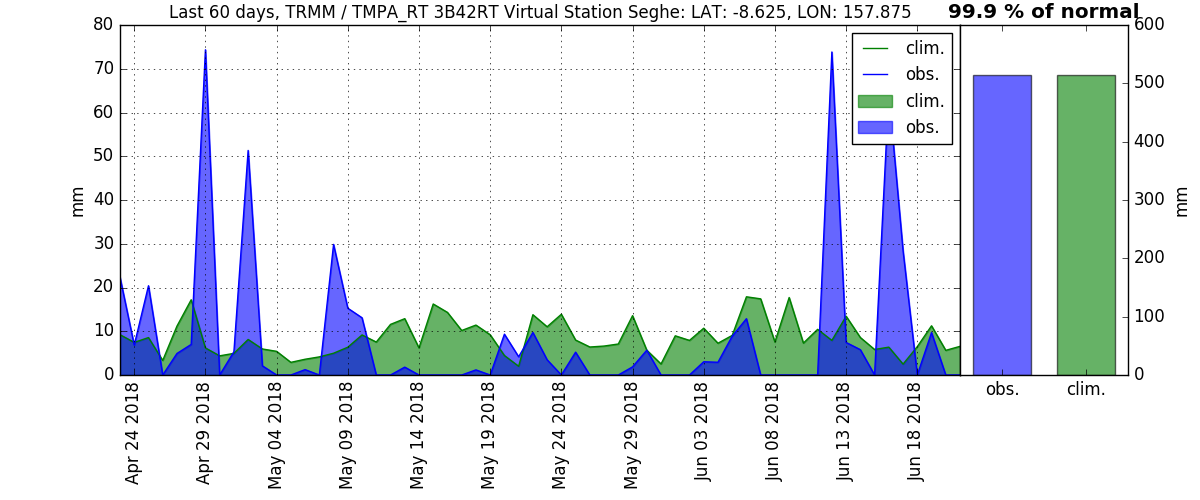 Last 60 days, TRMM / TMPA_RT 3B42RT Virtual Station Seghe: LAT: -8.625, LON: 157.875
99.9 % of normal
80
70
60
50
40
30
20
10
0
mm
clim.
obs.
clim.
obs.
600
500
400
300
200
100
0
mm
Apr 24 2018
Apr 29 2018
May 04 2018
May 09 2018
May 14 2018
May 19 2018
May 24 2018
May 29 2018
Jun 03 2018
Jun 08 2018
Jun 13 2018
Jun 18 2018
obs.
clim.